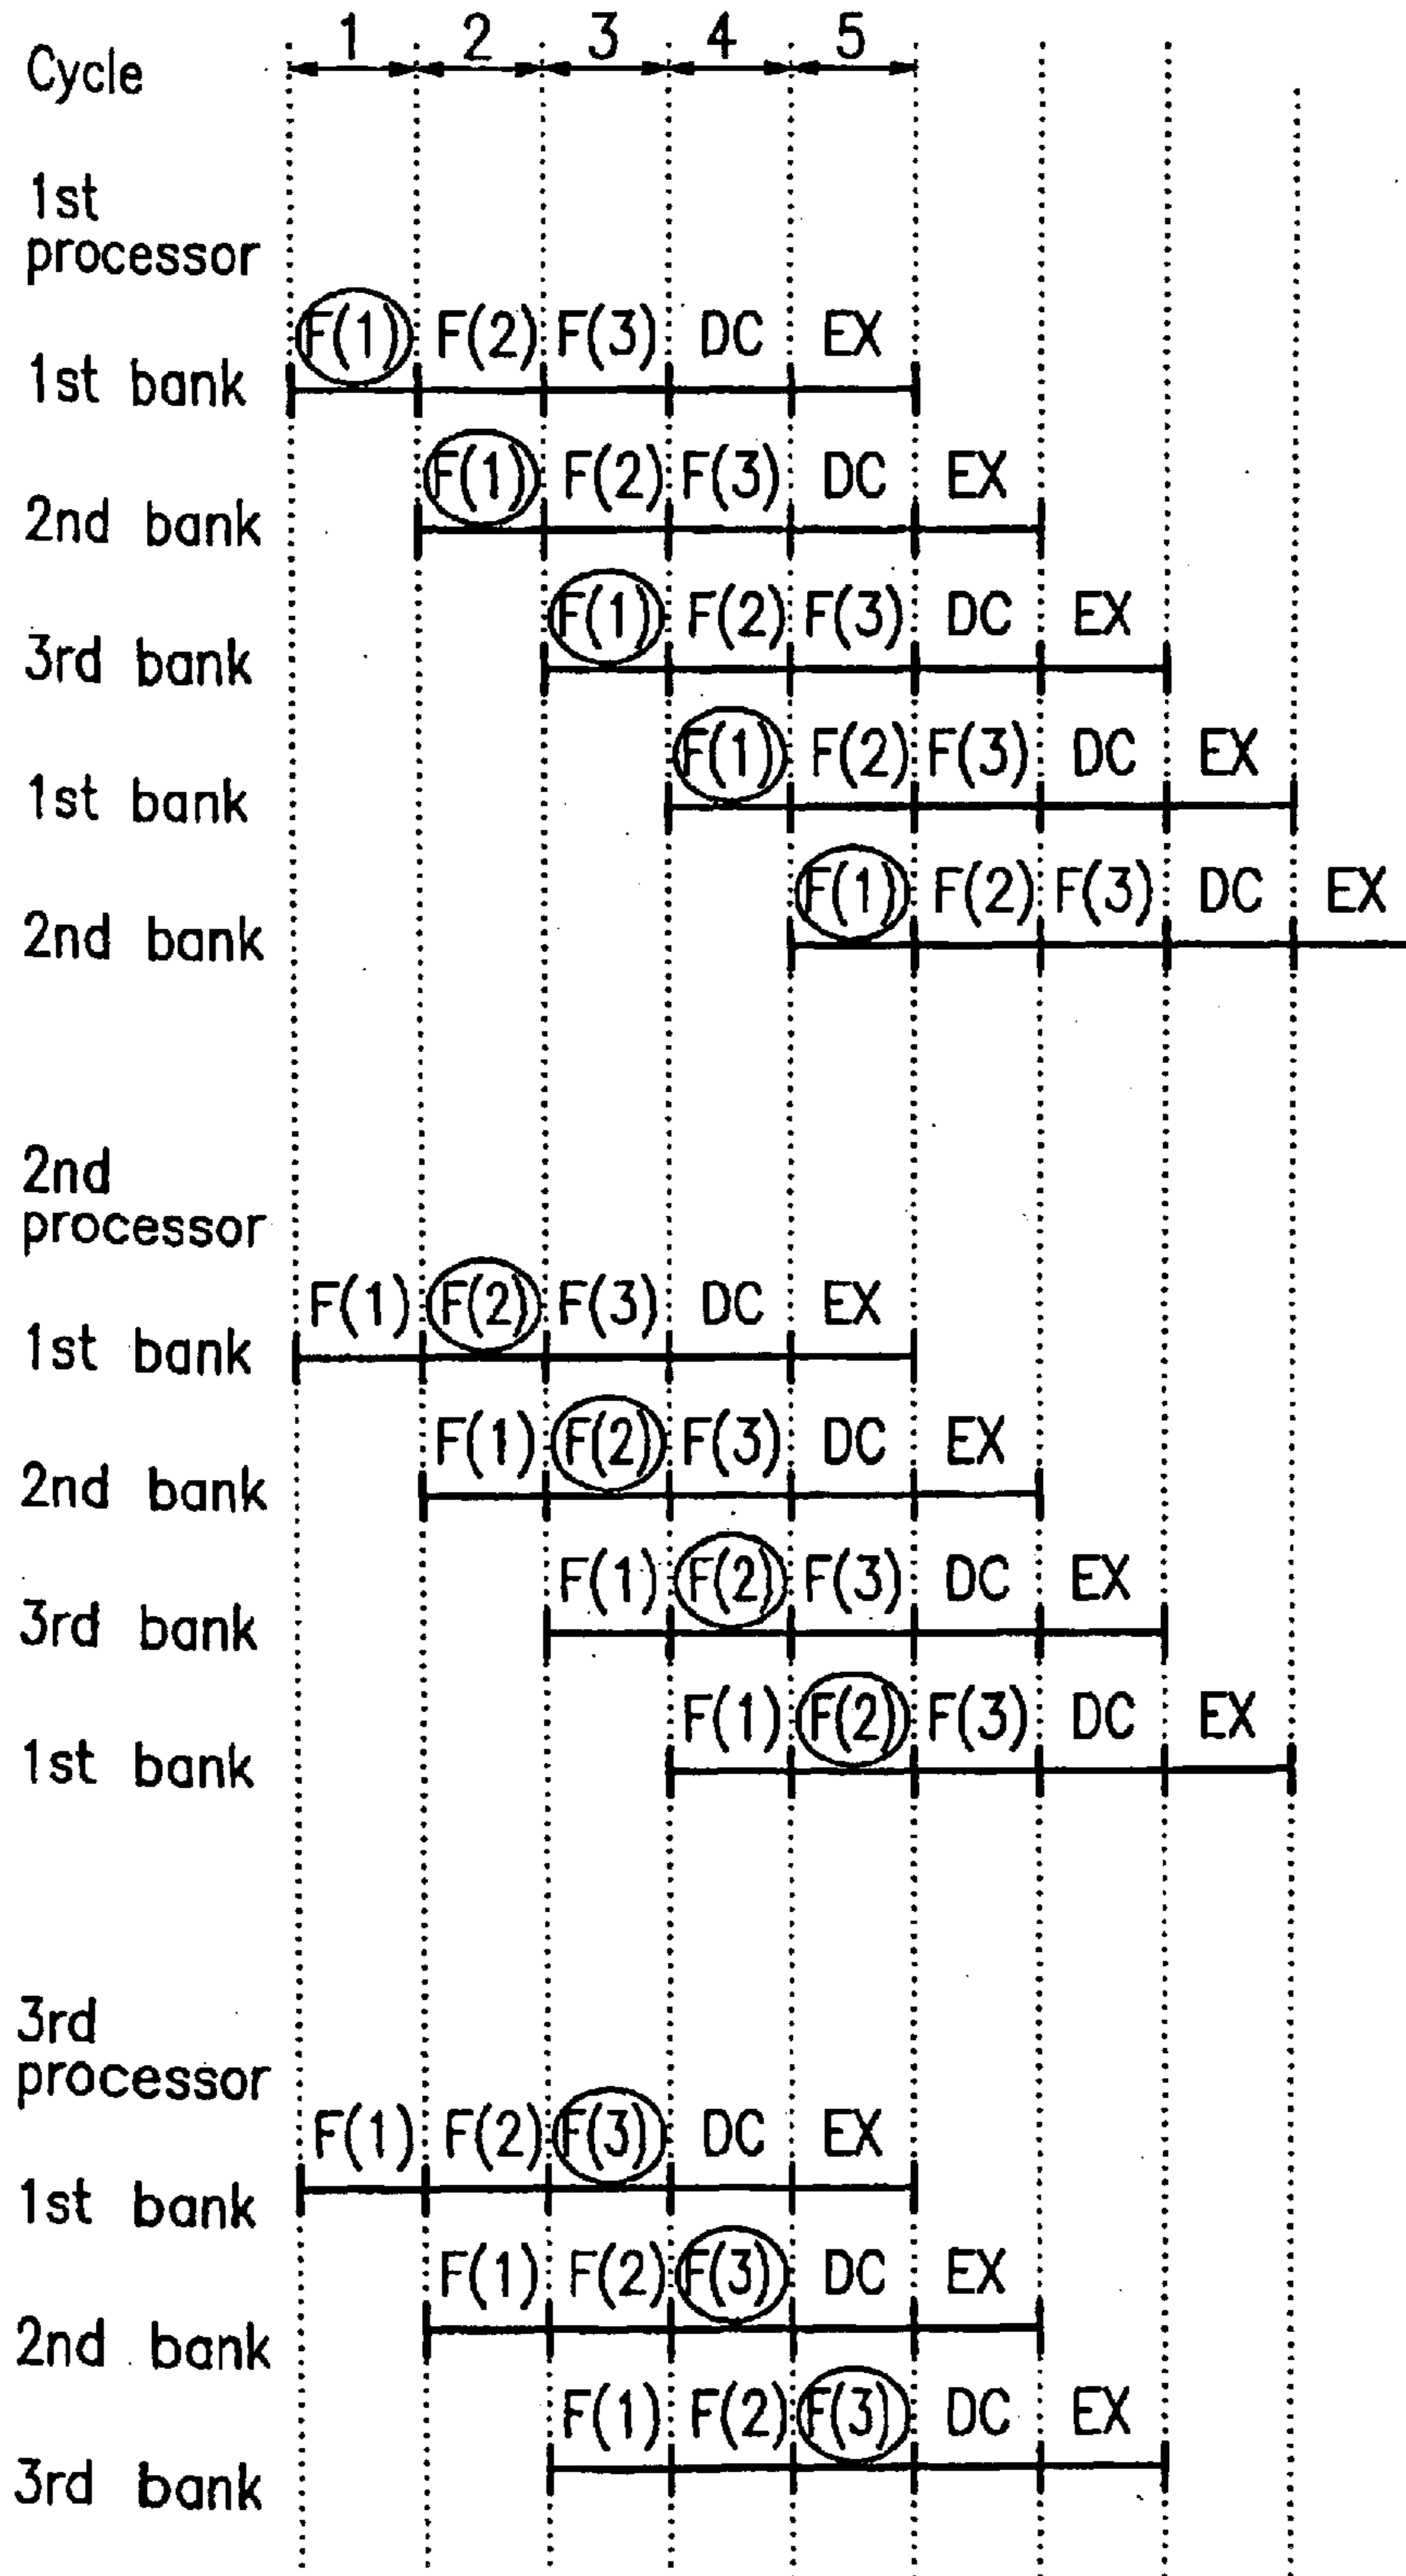 Cycle 1 2 3 4 5
1st
processor
F(1) F(2) F(3) DC EX
1st bank
F(1) F(2) F(3) DC EX
2nd bank
F(1) F(2) F(3) DC EX
3rd bank
F(1) F(2) F(3) DC EX
1st bank
F(1) F(2) F(3) DC EX
2nd bank
2nd
processor
F(1) F(2) F(3) DC EX
1st bank
F(1) F(2) F(3) DC EX
2nd bank
F(1) F(2) F(3) DC EX
3rd bank
F(1) F(2) F(3) DC EX
1st bank
3rd
processor
F(1) F(2) F(3) DC EX
1st bank
F(1) F(2) F(3) DC EX
2nd bank
F(1) F(2) F(3) DC EX
3rd bank